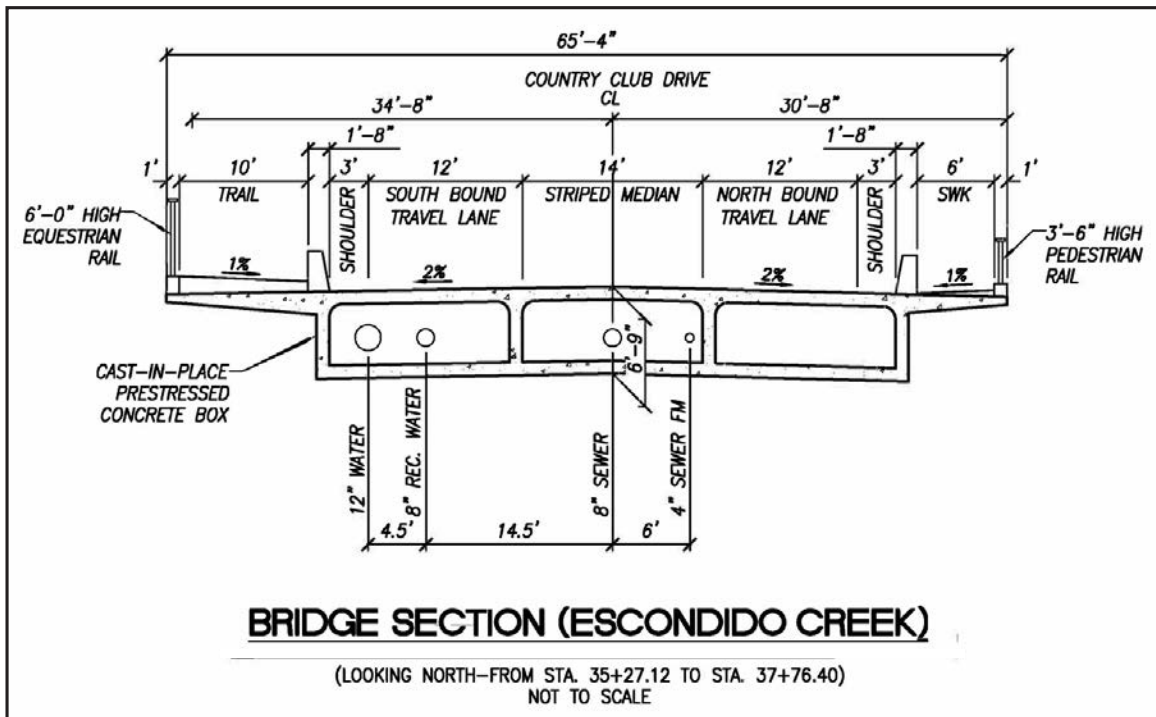 65'-4"
COUNTRY CLUB DRIVE
CL
34'-8"
30'-8"
1'-8"
1'-8"
1'
10'
3'
12'
14'
12'
3'
6'
1'
TRAIL
SHOULDER
SOUTH BOUND
TRAVEL LANE
STRIPED MEDIAN
NORTH BOUND
TRAVEL LANE
SHOULDER
SWK
6'-0" HIGH
EQUESTRIAN
RAIL
3'-6" HIGH
PEDESTRIAN
RAIL
1%
2%
2%
1%
6'-9"
CAST-IN-PLACE
PRESTRESSED
CONCRETE BOX
12" WATER
8" REC. WATER
8" SEWER
4" SEWER FM
4.5'
14.5'
6'
BRIDGE SECTION (ESCONDIDO CREEK)
(LOOKING NORTH-FROM STA. 35+27.12 TO STA. 37+76.40)
NOT TO SCALE